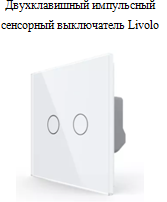 Двухклавишный импульсный
сенсорный выключатель Livolo